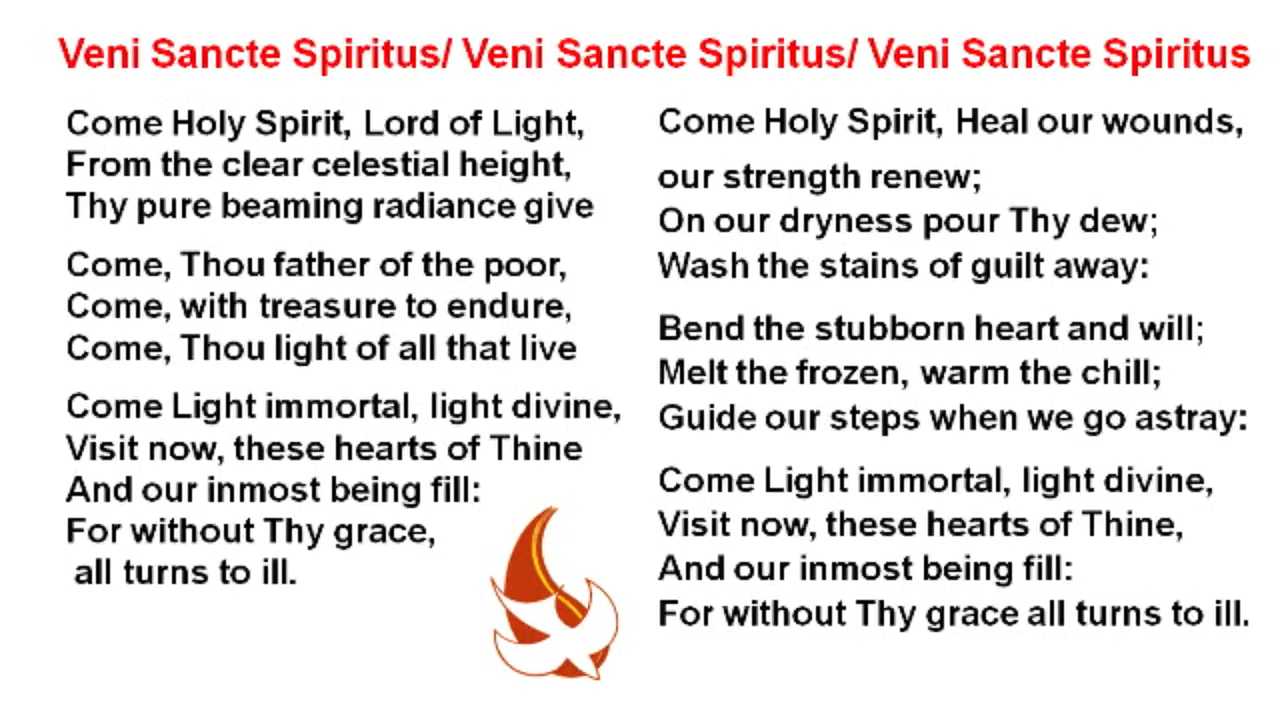 Veni Sancte Spiritus/ Veni Sancte Spiritus/ Veni Sancte Spiritus
Come Holy Spirit, Lord of Light,
From the clear celestial height,
Thy pure beaming radiance give
Come, Thou father of the poor,
Come, with treasure to endure,
Come, Thou light of all that live
Come Light immortal, light divine,
Visit now, these hearts of Thine
And our inmost being fill:
For without Thy grace,
all turns to ill.
Come Holy Spirit, Heal our wounds,
our strength renew;
On our dryness pour Thy dew;
Wash the stains of guilt away:
Bend the stubborn heart and will;
Melt the frozen, warm the chill;
Guide our steps when we go astray:
Come Light immortal, light divine,
Visit now, these hearts of Thine,
And our inmost being fill:
For without Thy grace all turns to ill.